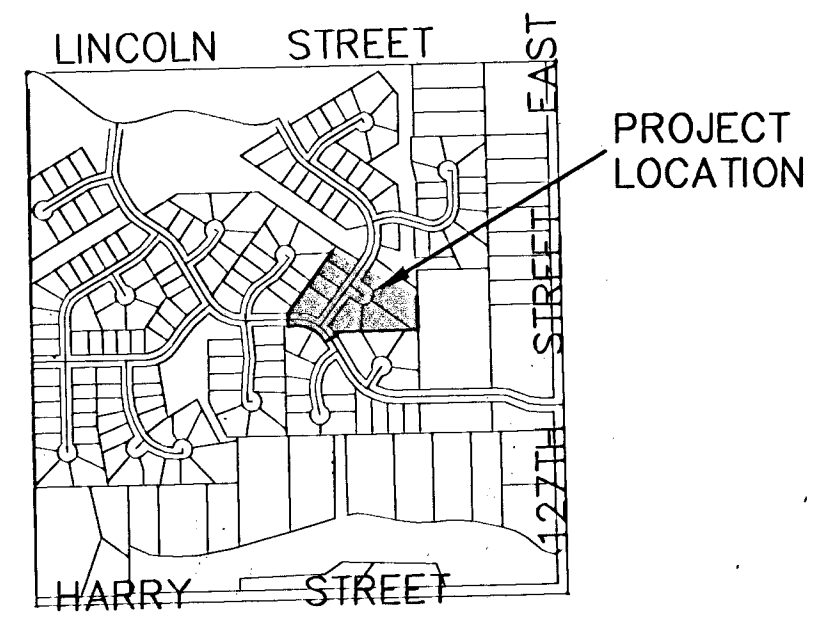 LINCOLN STREET
PROJECT
LOCATION
127TH STREET EAST
HARRY STREET